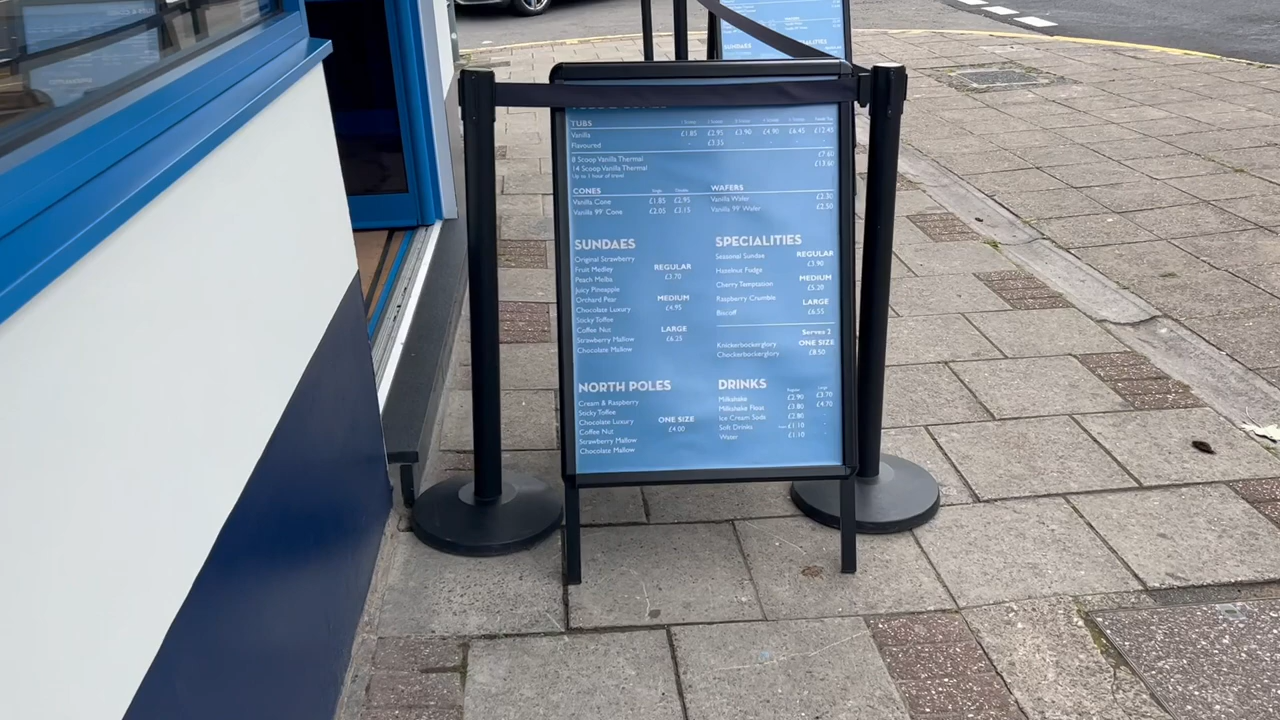 TUBS
Vanilla £1.85 £2.95 £3.90 £4.90 £6.45 £12.45
Flavoured - £3.35 - - - -
8 Scoop Vanilla Thermal £7.60
14 Scoop Vanilla Thermal £13.60
Up to 1 hour of travel
CONES Single Double
Vanilla Cone £1.85 £2.95
Vanilla 99' Cone £2.05 £3.15
WAFERS
Vanilla Wafer £2.30
Vanilla 99' Wafer £2.50
SUNDAES
Original Strawberry
Fruit Medley
Peach Melba
Juicy Pineapple
Orchard Pear
Chocolate Luxury
Sticky Toffee
Coffee Nut
Strawberry Mallow
Chocolate Mallow
REGULAR
£3.70
MEDIUM
£4.95
LARGE
£6.25
SPECIALITIES
Seasonal Sundae
Hazelnut Fudge
Cherry Temptation
Raspberry Crumble
Biscoff
REGULAR
£3.90
MEDIUM
£5.20
LARGE
£6.55
Serves 2
Knickerbockerglory ONE SIZE
Chockerbockerglory £8.50
NORTH POLES
Cream & Raspberry
Sticky Toffee
Chocolate Luxury
Coffee Nut
Strawberry Mallow
Chocolate Mallow
ONE SIZE
£4.00
DRINKS Regular Large
Milkshake £2.90 £3.70
Milkshake Float £3.80 £4.70
Ice Cream Soda £2.80 -
Soft Drinks £1.10 -
Water £1.10 -